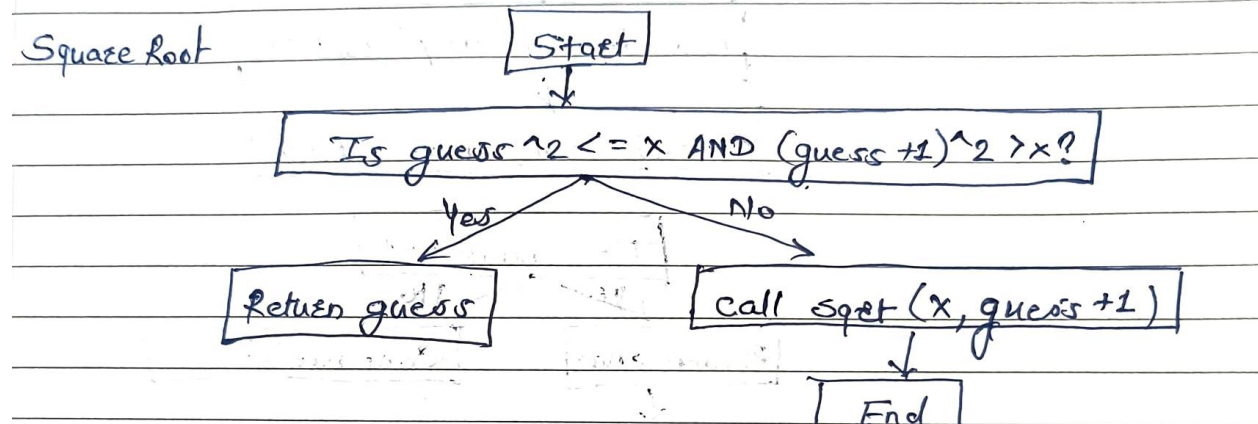 Square Root
Start
Is guess ^2 <= x AND (guess +1)^2 >x?
Yes
No
Return guess
call sqrt (x, guess +1)
End